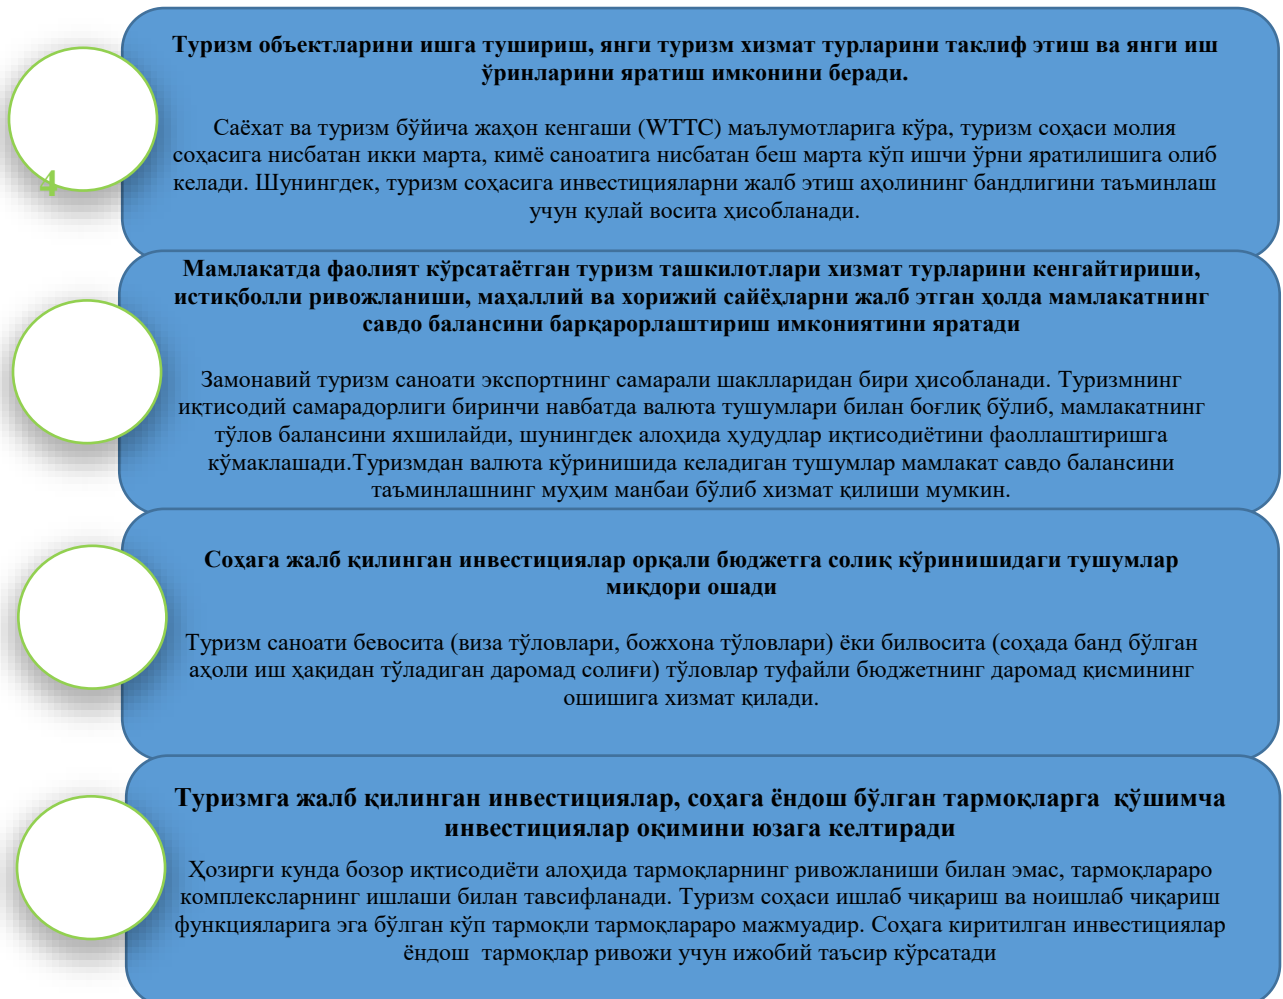 Туризм объектларини ишга тушириш, янги туризм хизмат турларини таклиф этиш ва янги иш
ўринларини яратиш имконини беради.
Саёхат ва туризм бўйича жаҳон кенгаши (WTTC) маълумотларига кўра, туризм соҳаси молия
соҳасига нисбатан икки марта, кимё саноатига нисбатан беш марта кўп ишчи ўрни яратилишига олиб
келади. Шунингдек, туризм соҳасига инвестицияларни жалб этиш аҳолининг бандлигини таъминлаш
учун қулай восита ҳисобланади.
4
Мамлакатда фаолият кўрсатаётган туризм ташкилотлари хизмат турларини кенгайтириши,
истиқболли ривожланиши, маҳаллий ва хорижий сайёҳларни жалб этган ҳолда мамлакатнинг
савдо балансини барқарорлаштириш имкониятини яратади
Замонавий туризм саноати экспортнинг самарали шаклларидан бири ҳисобланади. Туризмнинг
иқтисодий самарадорлиги биринчи навбатда валюта тушумлари билан боғлиқ бўлиб, мамлакатнинг
тўлов балансини яхшилайди, шунингдек алоҳида ҳудудлар иқтисодиётини фаоллаштиришга
кўмаклашади.Туризмдан валюта кўринишида келадиган тушумлар мамлакат савдо балансини
таъминлашнинг муҳим манбаи бўлиб хизмат қилиши мумкин.
Соҳага жалб қилинган инвестициялар орқали бюджетга солиқ кўринишидаги тушумлар
миқдори ошади
Туризм саноати бевосита (виза тўловлари, божхона тўловлари) ёки билвосита (соҳада банд бўлган
аҳоли иш ҳақидан тўладиган даромад солиғи) тўловлар туфайли бюджетнинг даромад қисмининг
ошишига хизмат қилади.
Туризмга жалб қилинган инвестициялар, соҳага ёндош бўлган тармоқларга қўшимча
инвестициялар оқимини юзага келтиради
Ҳозирги кунда бозор иқтисодиёти алоҳида тармоқларнинг ривожланиши билан эмас, тармоқлараро
комплексларнинг ишлаши билан тавсифланади. Туризм соҳаси ишлаб чиқариш ва ноишлаб чиқариш
функцияларига эга бўлган кўп тармоқли тармоқлараро мажмуадир. Соҳага киритилган инвестициялар
ёндош тармоқлар ривожи учун ижобий таъсир кўрсатади